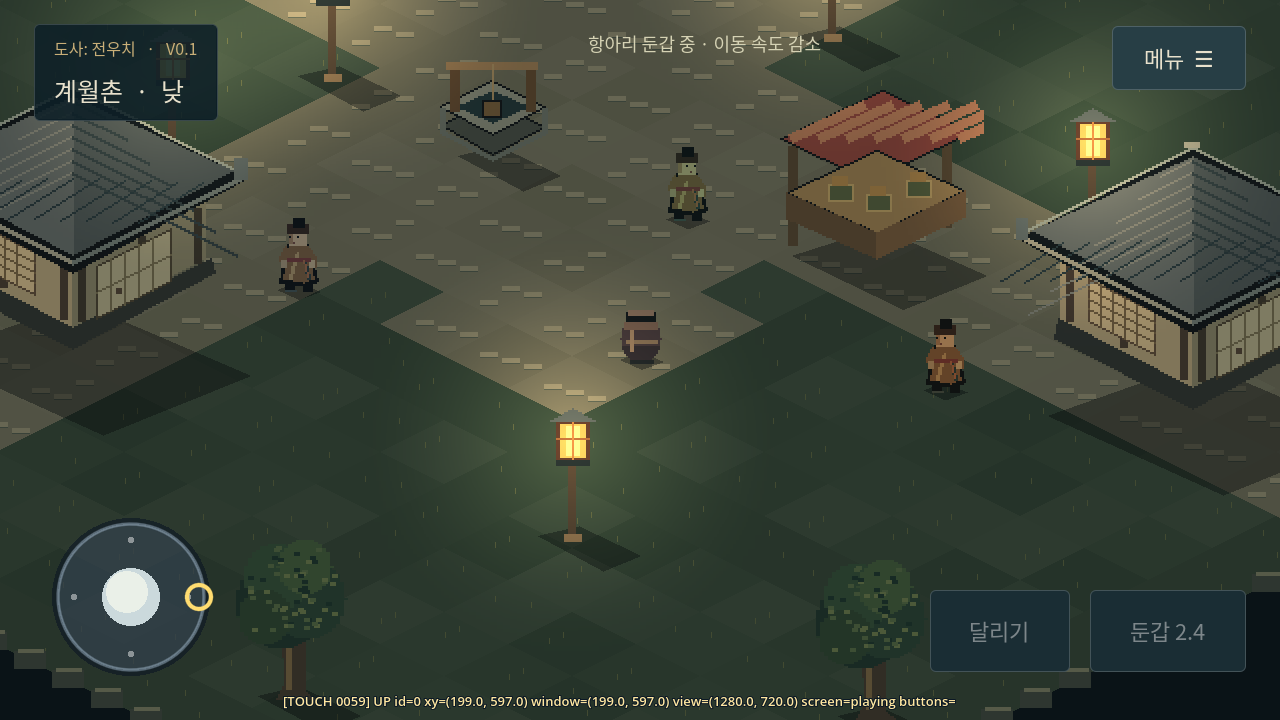 도사: 전우치 · V0.1
계월촌 · 낮
항아리 둔갑 중 · 이동 속도 감소
메뉴 ☰
달리기
둔갑 2.4
[TOUCH 0059] UP id=0 xy=(199.0, 597.0) window=(199.0, 597.0) view=(1280.0, 720.0) screen=playing buttons=